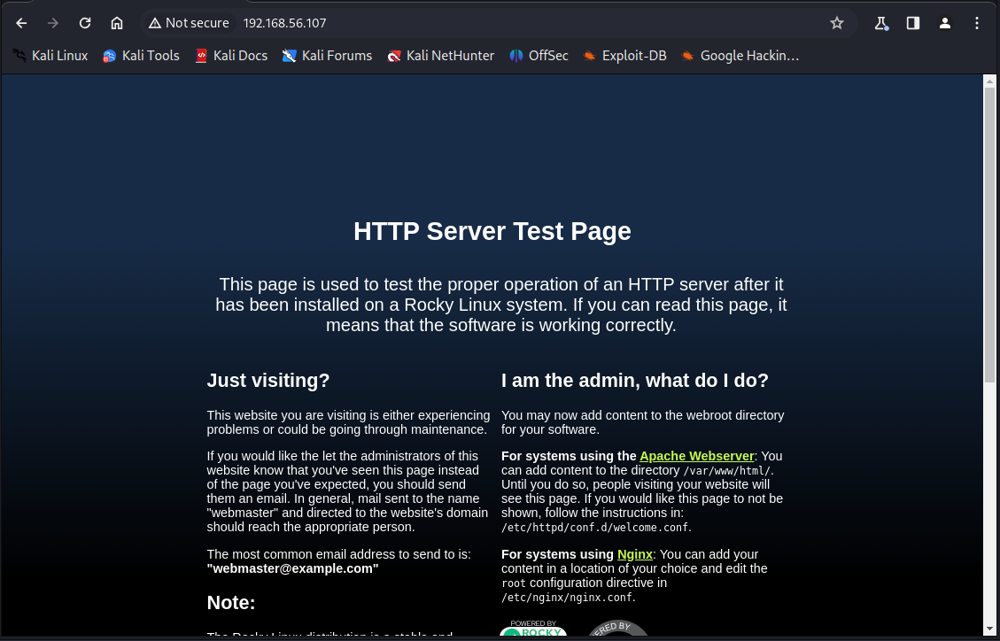 Not secure 192.168.56.107
Kali Linux Kali Tools Kali Docs Kali Forums Kali NetHunter OffSec Exploit-DB Google Hackin…
HTTP Server Test Page
This page is used to test the proper operation of an HTTP server after it
has been installed on a Rocky Linux system. If you can read this page, it
means that the software is working correctly.
Just visiting?
This website you are visiting is either experiencing
problems or could be going through maintenance.
If you would like the let the administrators of this
website know that you've seen this page instead
of the page you've expected, you should send
them an email. In general, mail sent to the name
"webmaster" and directed to the website's domain
should reach the appropriate person.
The most common email address to send to is:
"webmaster@example.com"
Note:
The Rocky Linux distribution is a stable and
I am the admin, what do I do?
You may now add content to the webroot directory
for your software.
For systems using the Apache Webserver: You
can add content to the directory /var/www/html/.
Until you do so, people visiting your website will
see this page. If you would like this page to not be
shown, follow the instructions in:
/etc/httpd/conf.d/welcome.conf.
For systems using Nginx: You can add your
content in a location of your choice and edit the
root configuration directive in
/etc/nginx/nginx.conf.
POWERED BY
ROCKY
ERED BY